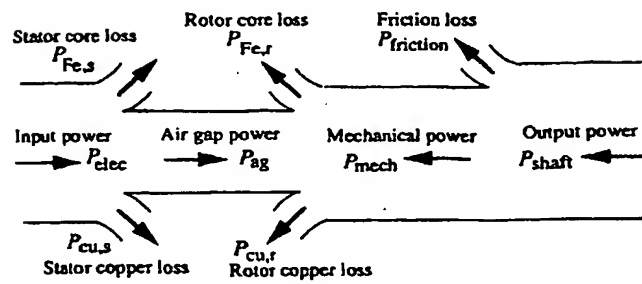 Stator core loss
P_Fe,s
Rotor core loss
P_Fe,r
Friction loss
P_friction
Input power
P_elec
Air gap power
P_ag
Mechanical power
P_mech
Output power
P_shaft
P_cu,s
Stator copper loss
P_cu,r
Rotor copper loss